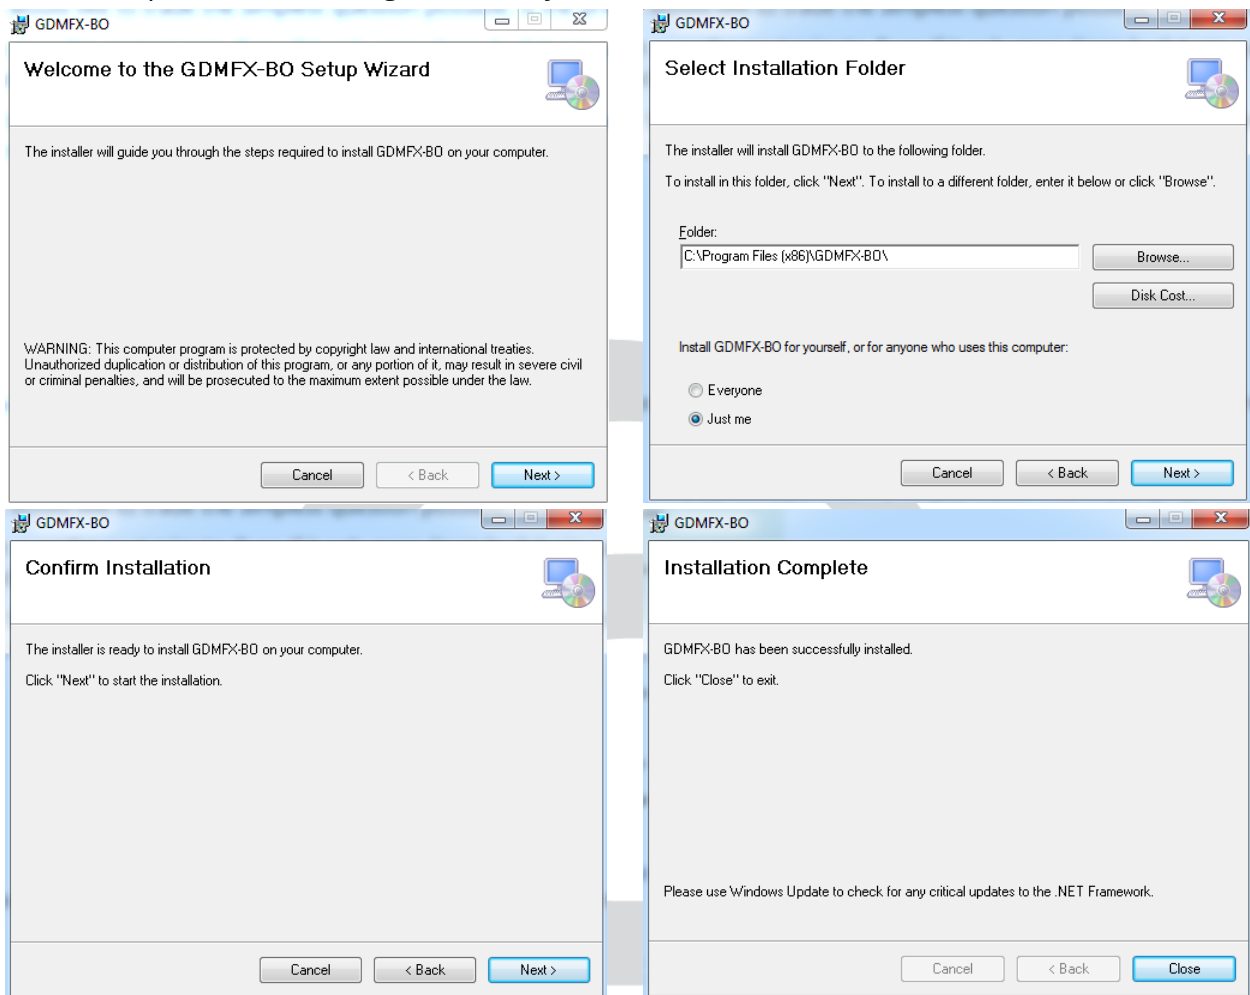 GDMFX-BO
Welcome to the GDMFX-BO Setup Wizard
The installer will guide you through the steps required to install GDMFX-BO on your computer.
WARNING: This computer program is protected by copyright law and international treaties.
Unauthorized duplication or distribution of this program, or any portion of it, may result in severe civil
or criminal penalties, and will be prosecuted to the maximum extent possible under the law.
Cancel
< Back
Next >
GDMFX-BO
Select Installation Folder
The installer will install GDMFX-BO to the following folder.
To install in this folder, click "Next". To install to a different folder, enter it below or click "Browse".
Folder:
C:\Program Files (x86)\GDMFX-BO\
Browse...
Disk Cost...
Install GDMFX-BO for yourself, or for anyone who uses this computer:
Everyone
Just me
Cancel
< Back
Next >
GDMFX-BO
Confirm Installation
The installer is ready to install GDMFX-BO on your computer.
Click "Next" to start the installation.
Cancel
< Back
Next >
GDMFX-BO
Installation Complete
GDMFX-BO has been successfully installed.
Click "Close" to exit.
Please use Windows Update to check for any critical updates to the .NET Framework.
Cancel
< Back
Close